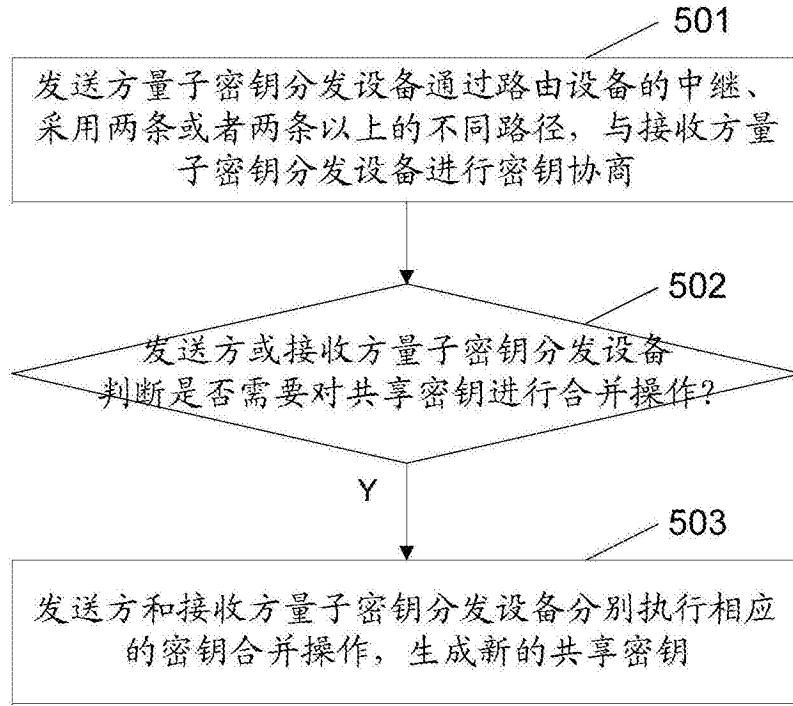 501
发送方量子密钥分发设备通过路由设备的中继、
采用两条或者两条以上的不同路径，与接收方量
子密钥分发设备进行密钥协商
502
发送方或接收方量子密钥分发设备
判断是否需要对共享密钥进行合并操作？
Y
503
发送方和接收方量子密钥分发设备分别执行相应
的密钥合并操作，生成新的共享密钥